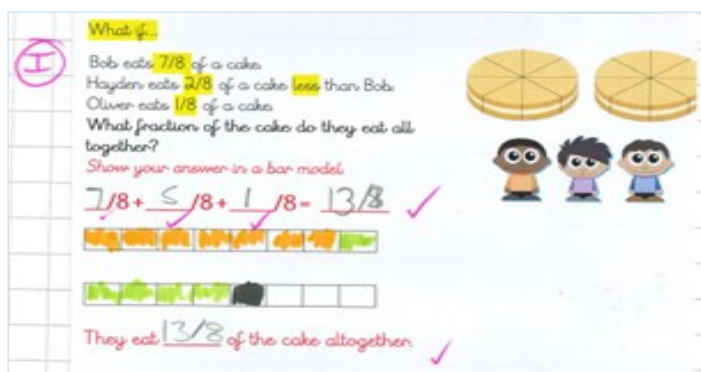 What if...
I
Bob eats 7/8 of a cake.
Hayden eats 2/8 of a cake less than Bob.
Oliver eats 1/8 of a cake.
What fraction of the cake do they eat all
together?
Show your answer in a bar model.
7/8 + 5/8 + 1/8 = 13/8
They eat 13/8 of the cake altogether.